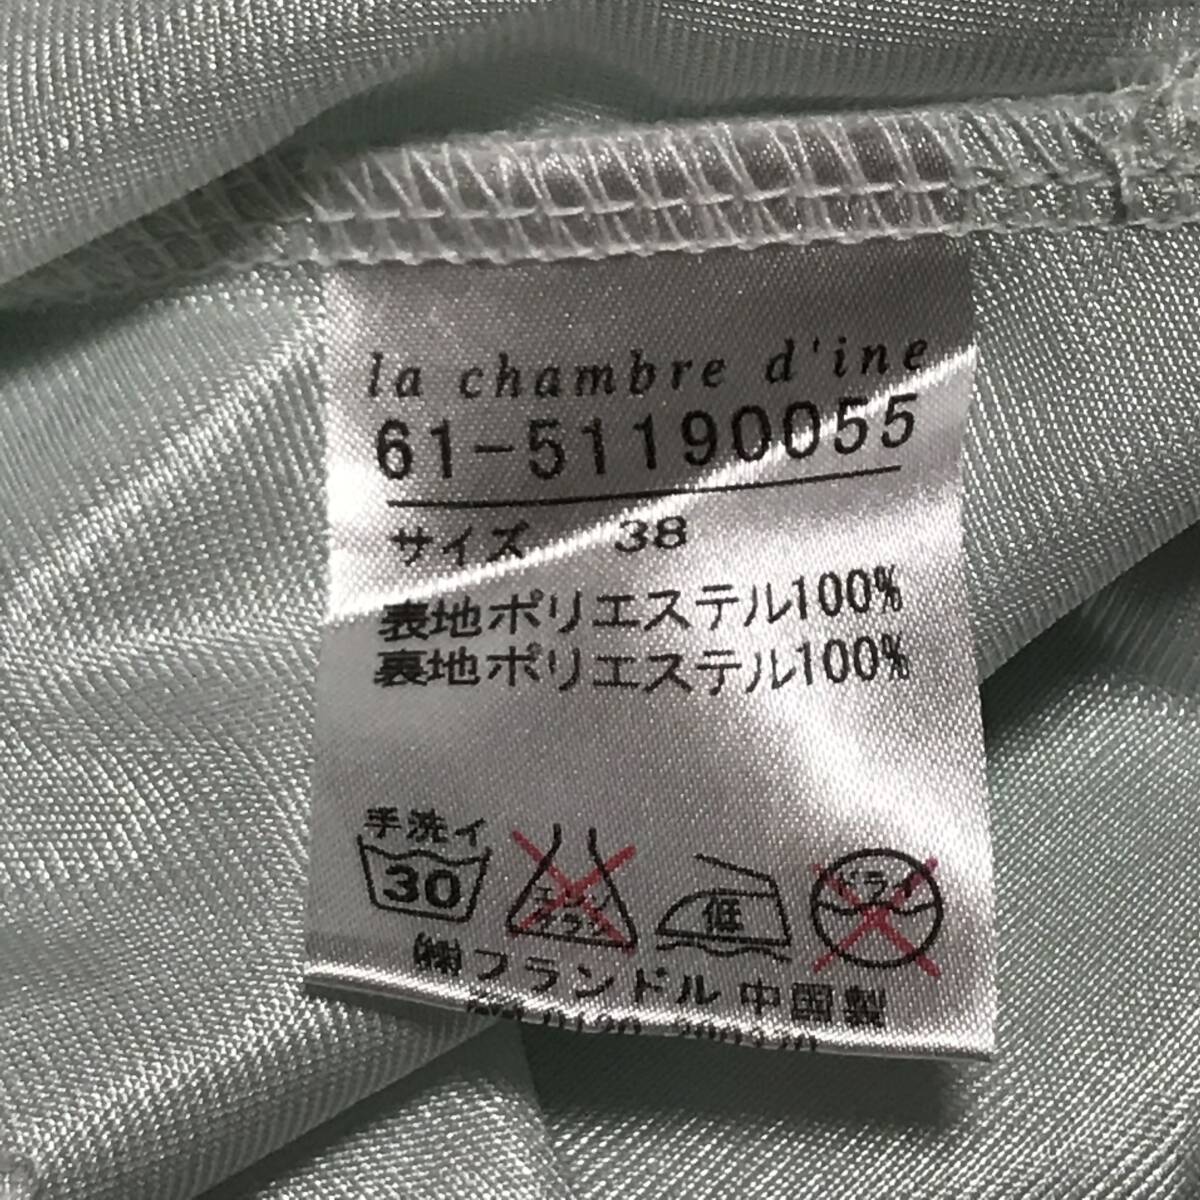 la chambre d'ine
61-51190055
サイズ 38
表地ポリエステル100%
裏地ポリエステル100%
手洗イ
30
エンソ
サラシ
低
ドライ
㈱フランドル 中国製